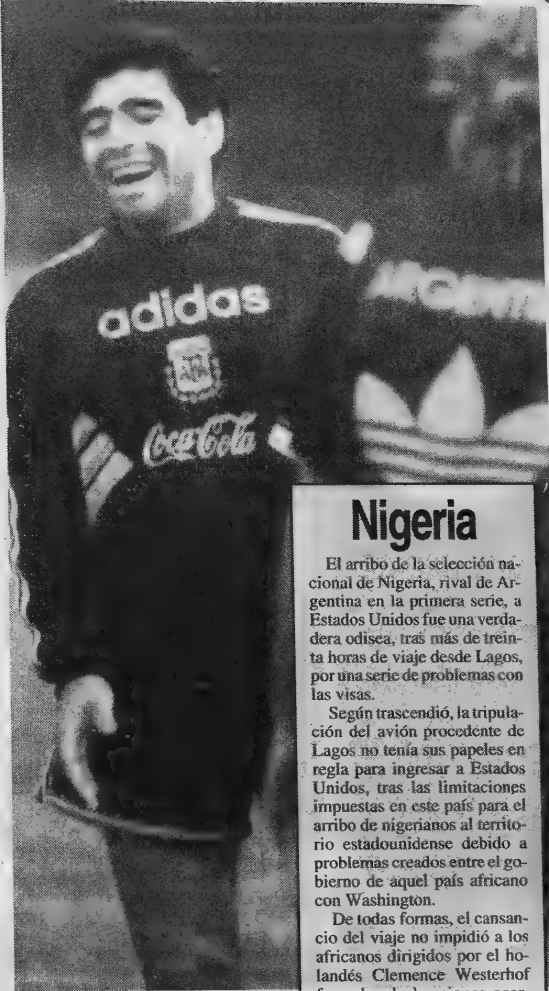 adidas
AFA
Coca-Cola
ARGENTINA
Nigeria
El arribo de la selección na-
cional de Nigeria, rival de Ar-
gentina en la primera serie, a
Estados Unidos fue una verda-
dera odisea, tras más de trein-
ta horas de viaje desde Lagos,
por una serie de problemas con
las visas.
Según trascendió, la tripula-
ción del avión procedente de
Lagos no tenía sus papeles en
regla para ingresar a Estados
Unidos, tras las limitaciones
impuestas en este país para el
arribo de nigerianos al territo-
rio estadounidense debido a
problemas creados entre el go-
bierno de aquel país africano
con Washington.
De todas formas, el cansan-
cio del viaje no impidió a los
africanos dirigidos por el ho-
landés Clemence Westerhof